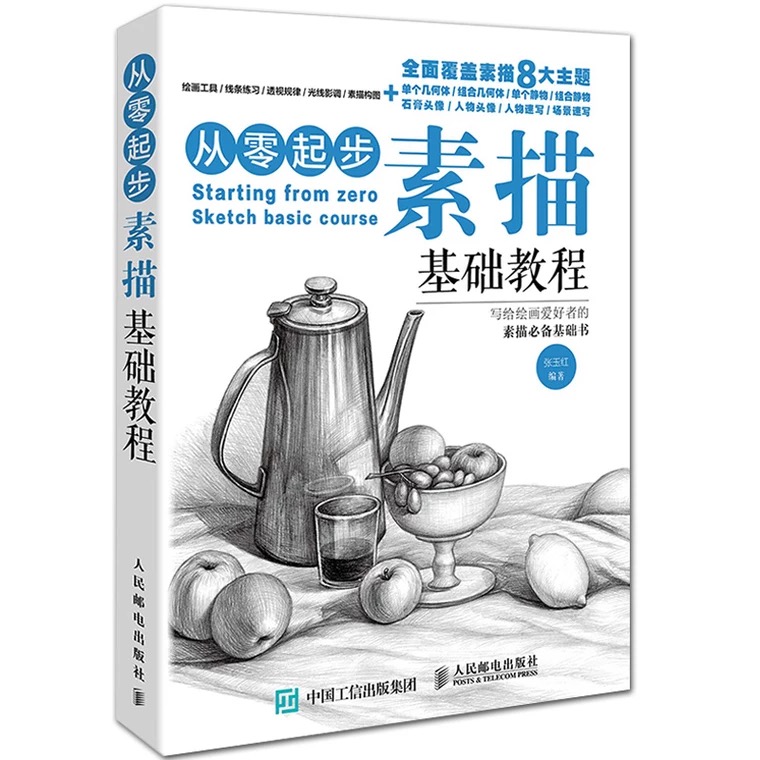 全面覆盖素描8大主题
绘画工具/线条练习/透视规律/光线影调/素描构图
+
单个几何体/组合几何体/单个静物/组合静物
石膏头像/人物头像/人物速写/场景速写
从零起步
Starting from zero
Sketch basic course
素描
基础教程
写给绘画爱好者的
素描必备基础书
张玉红
编著
中国工信出版集团
人民邮电出版社
POSTS & TELECOM PRESS
从零起步
素描
基础教程
人民邮电出版社